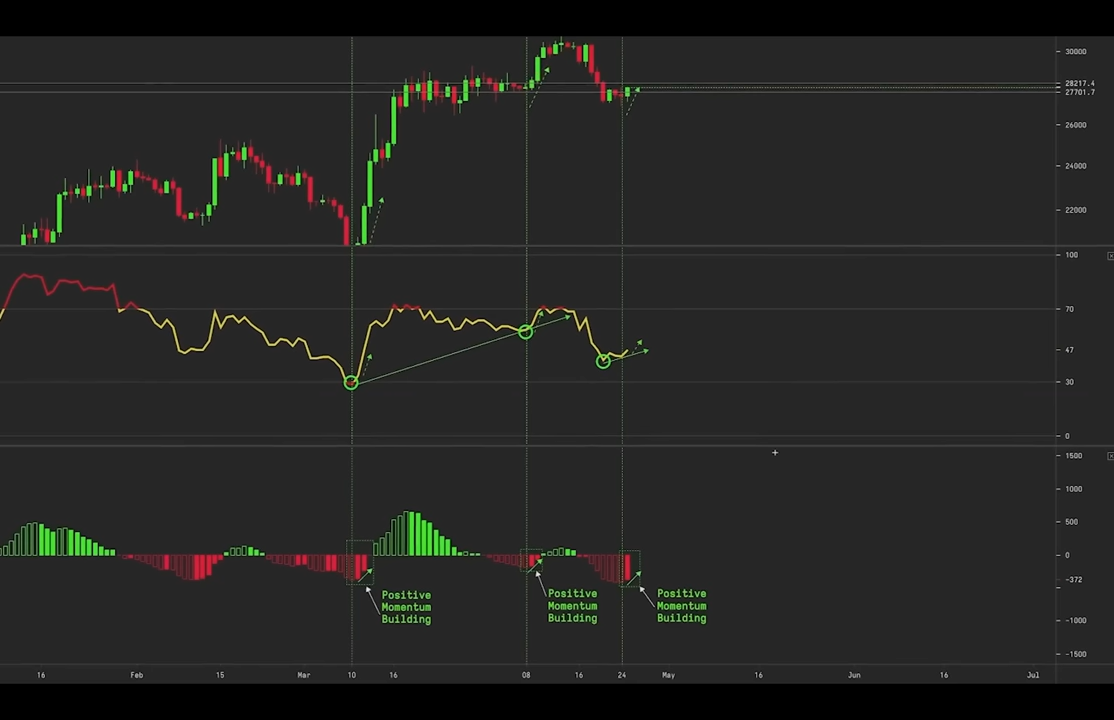 30000
28217.4
27701.7
26000
24000
22000
100
70
47
30
0
1500
1000
500
0
-372
-1000
-1500
Positive
Momentum
Building
Positive
Momentum
Building
Positive
Momentum
Building
16 Feb 15 Mar 10 16 08 16 24 May 16 Jun 16 Jul